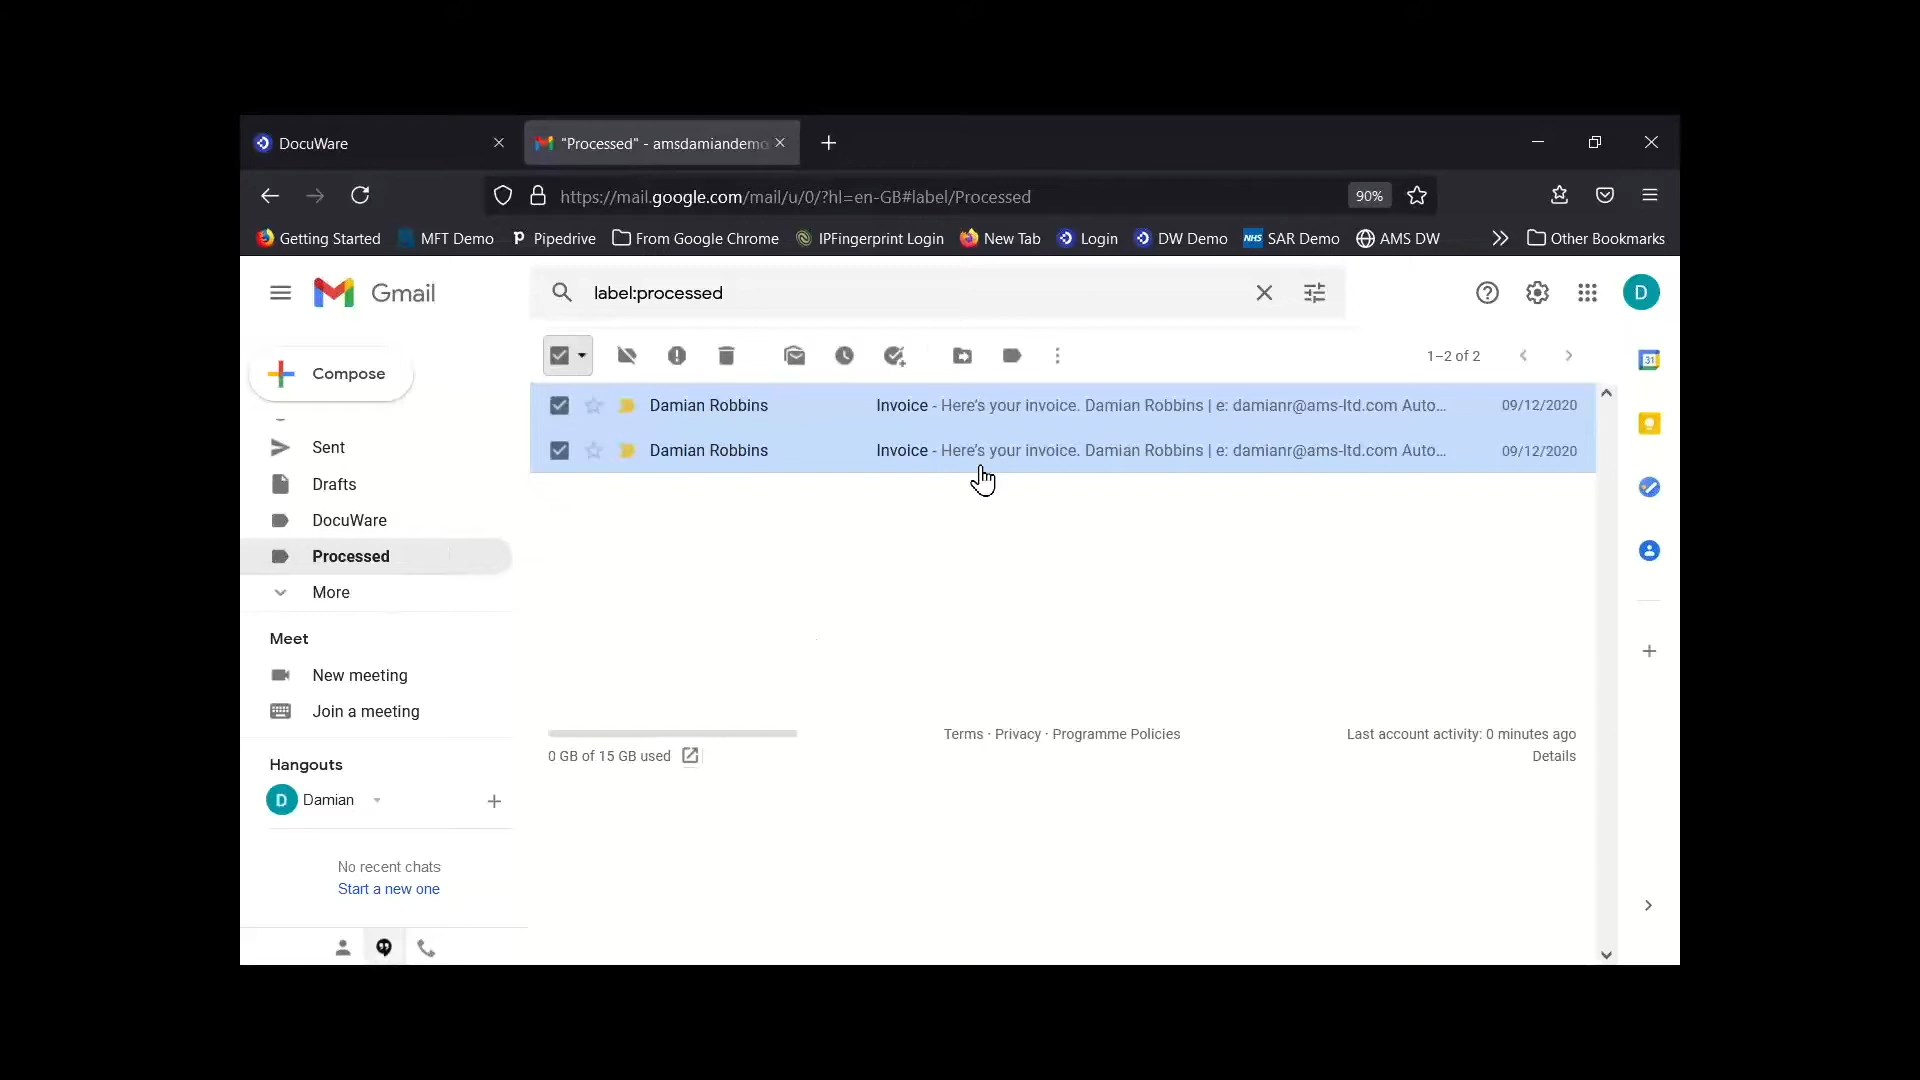 DocuWare
"Processed" - amsdamiandemo
https://mail.google.com/mail/u/0/?hl=en-GB#label/Processed
90%
Getting Started
MFT Demo
Pipedrive
From Google Chrome
IPFingerprint Login
New Tab
Login
DW Demo
NHS
SAR Demo
AMS DW
Other Bookmarks
Gmail
label:processed
D
Compose
1–2 of 2
31
Damian Robbins
Invoice - Here's your invoice. Damian Robbins | e: damianr@ams-ltd.com Auto...
09/12/2020
Damian Robbins
Invoice - Here's your invoice. Damian Robbins | e: damianr@ams-ltd.com Auto...
09/12/2020
Sent
Drafts
DocuWare
Processed
More
Meet
New meeting
Join a meeting
Hangouts
D
Damian
No recent chats
Start a new one
0 GB of 15 GB used
Terms · Privacy · Programme Policies
Last account activity: 0 minutes ago
Details